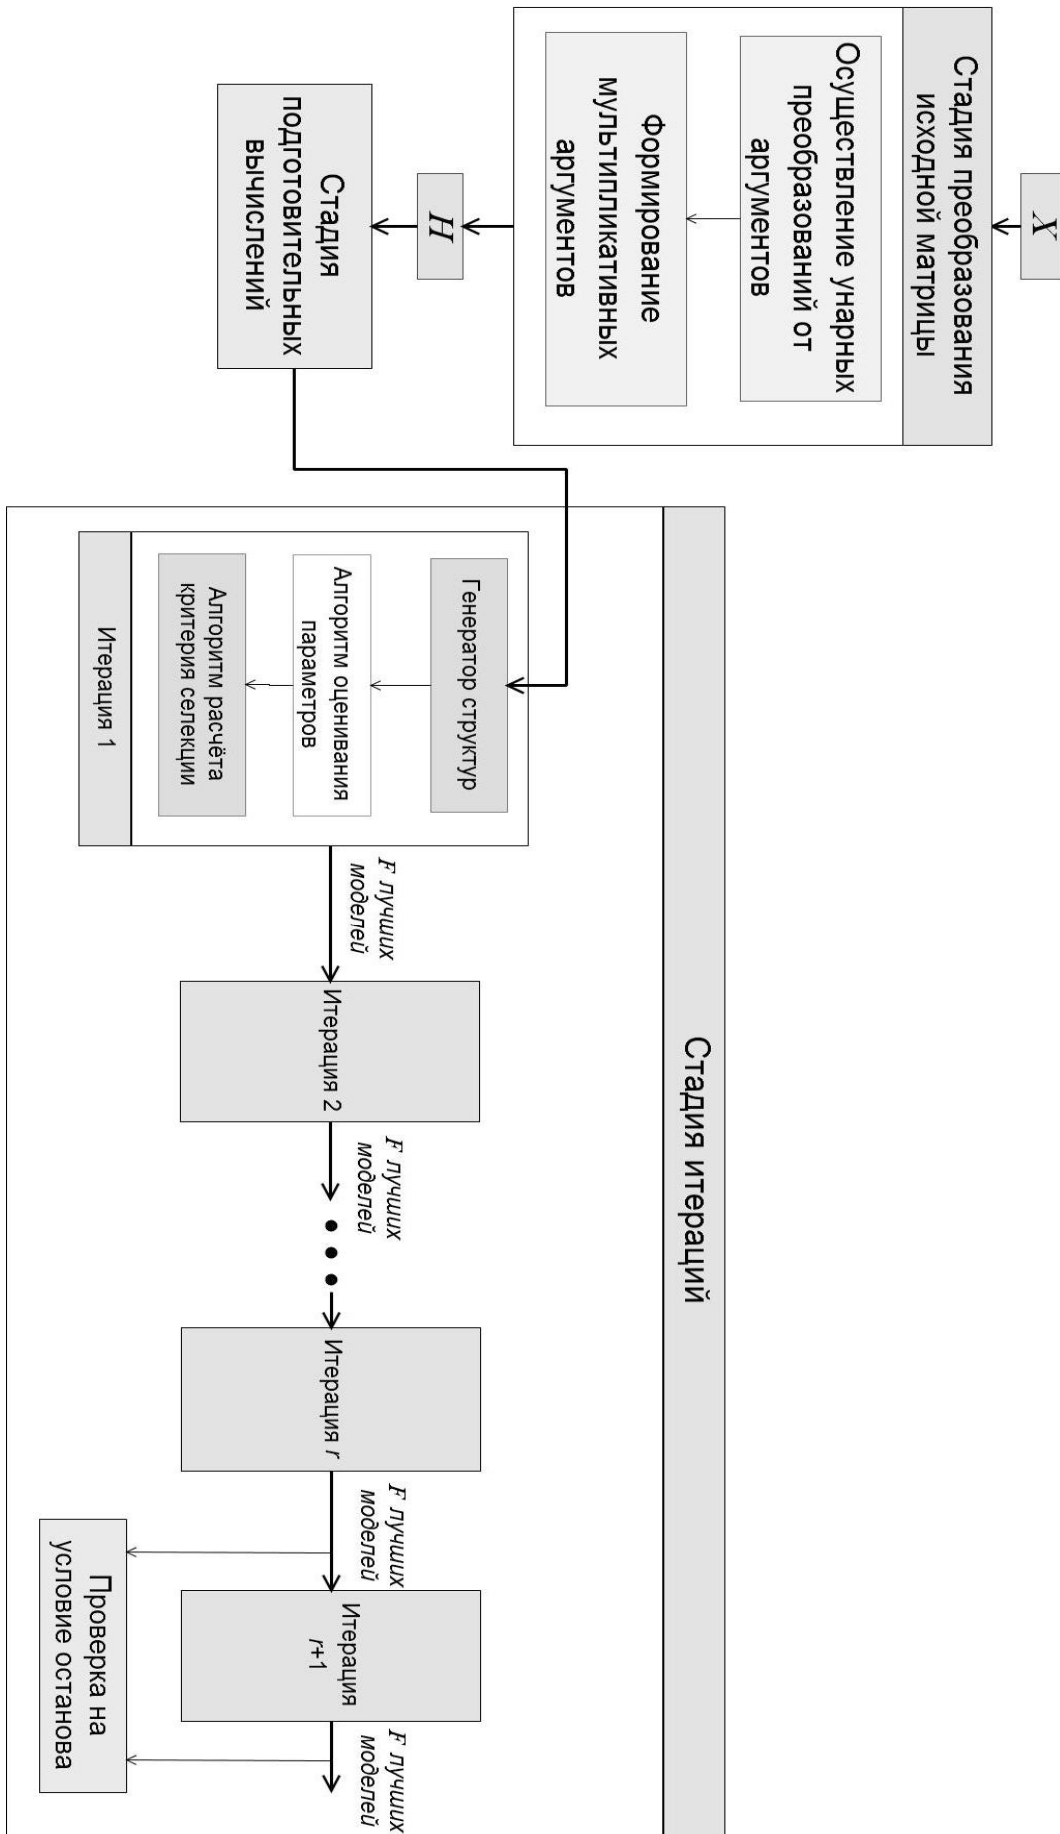 X
Стадия преобразования
исходной матрицы
Осуществление унарных
преобразований от
аргументов
Формирование
мультипликативных
аргументов
H
Стадия
подготовительных
вычислений
Стадия итераций
Генератор структур
Алгоритм оценивания
параметров
Алгоритм расчёта
критерия селекции
Итерация 1
F лучших
моделей
Итерация 2
F лучших
моделей
Итерация r
F лучших
моделей
Итерация
r+1
F лучших
моделей
Проверка на
условие останова